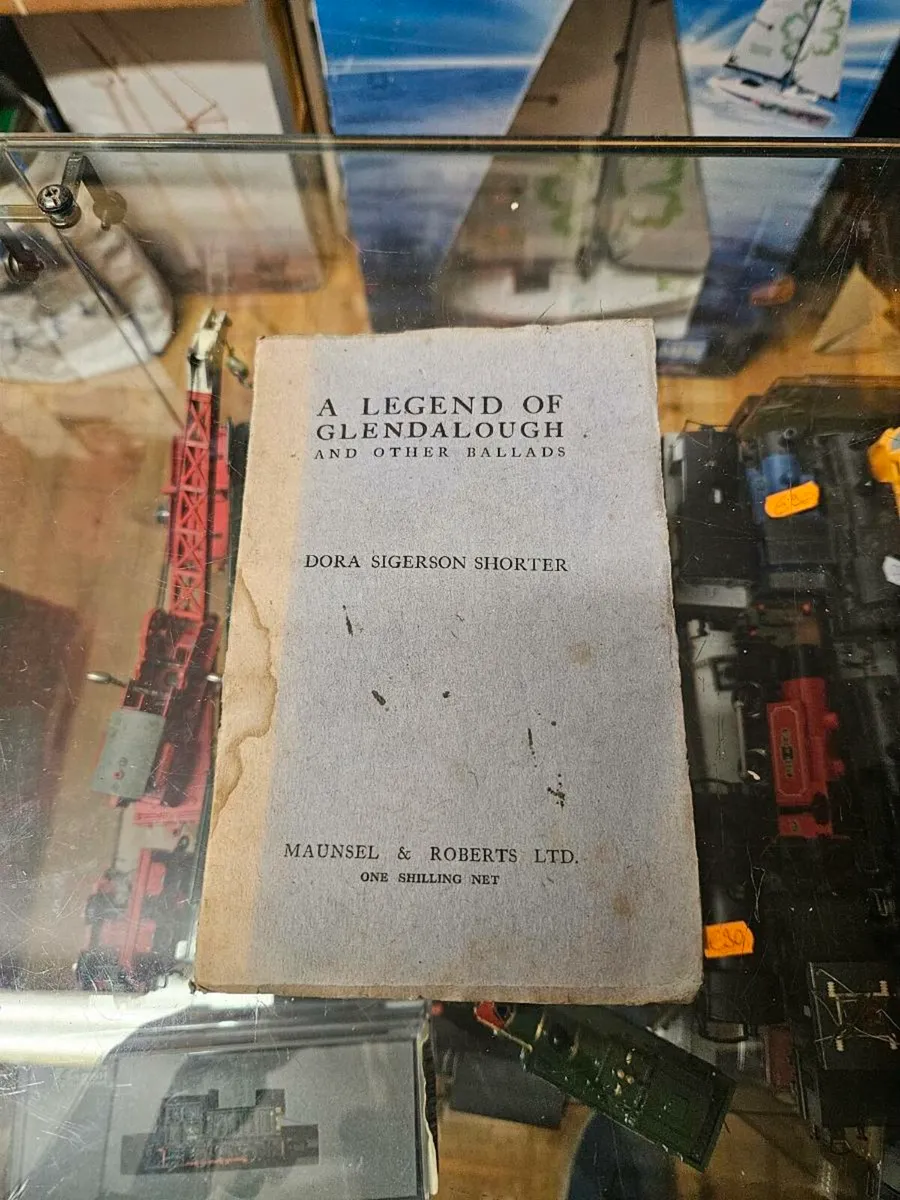 A LEGEND OF
GLENDALOUGH
AND OTHER BALLADS
DORA SIGERSON SHORTER
MAUNSEL & ROBERTS LTD.
ONE SHILLING NET